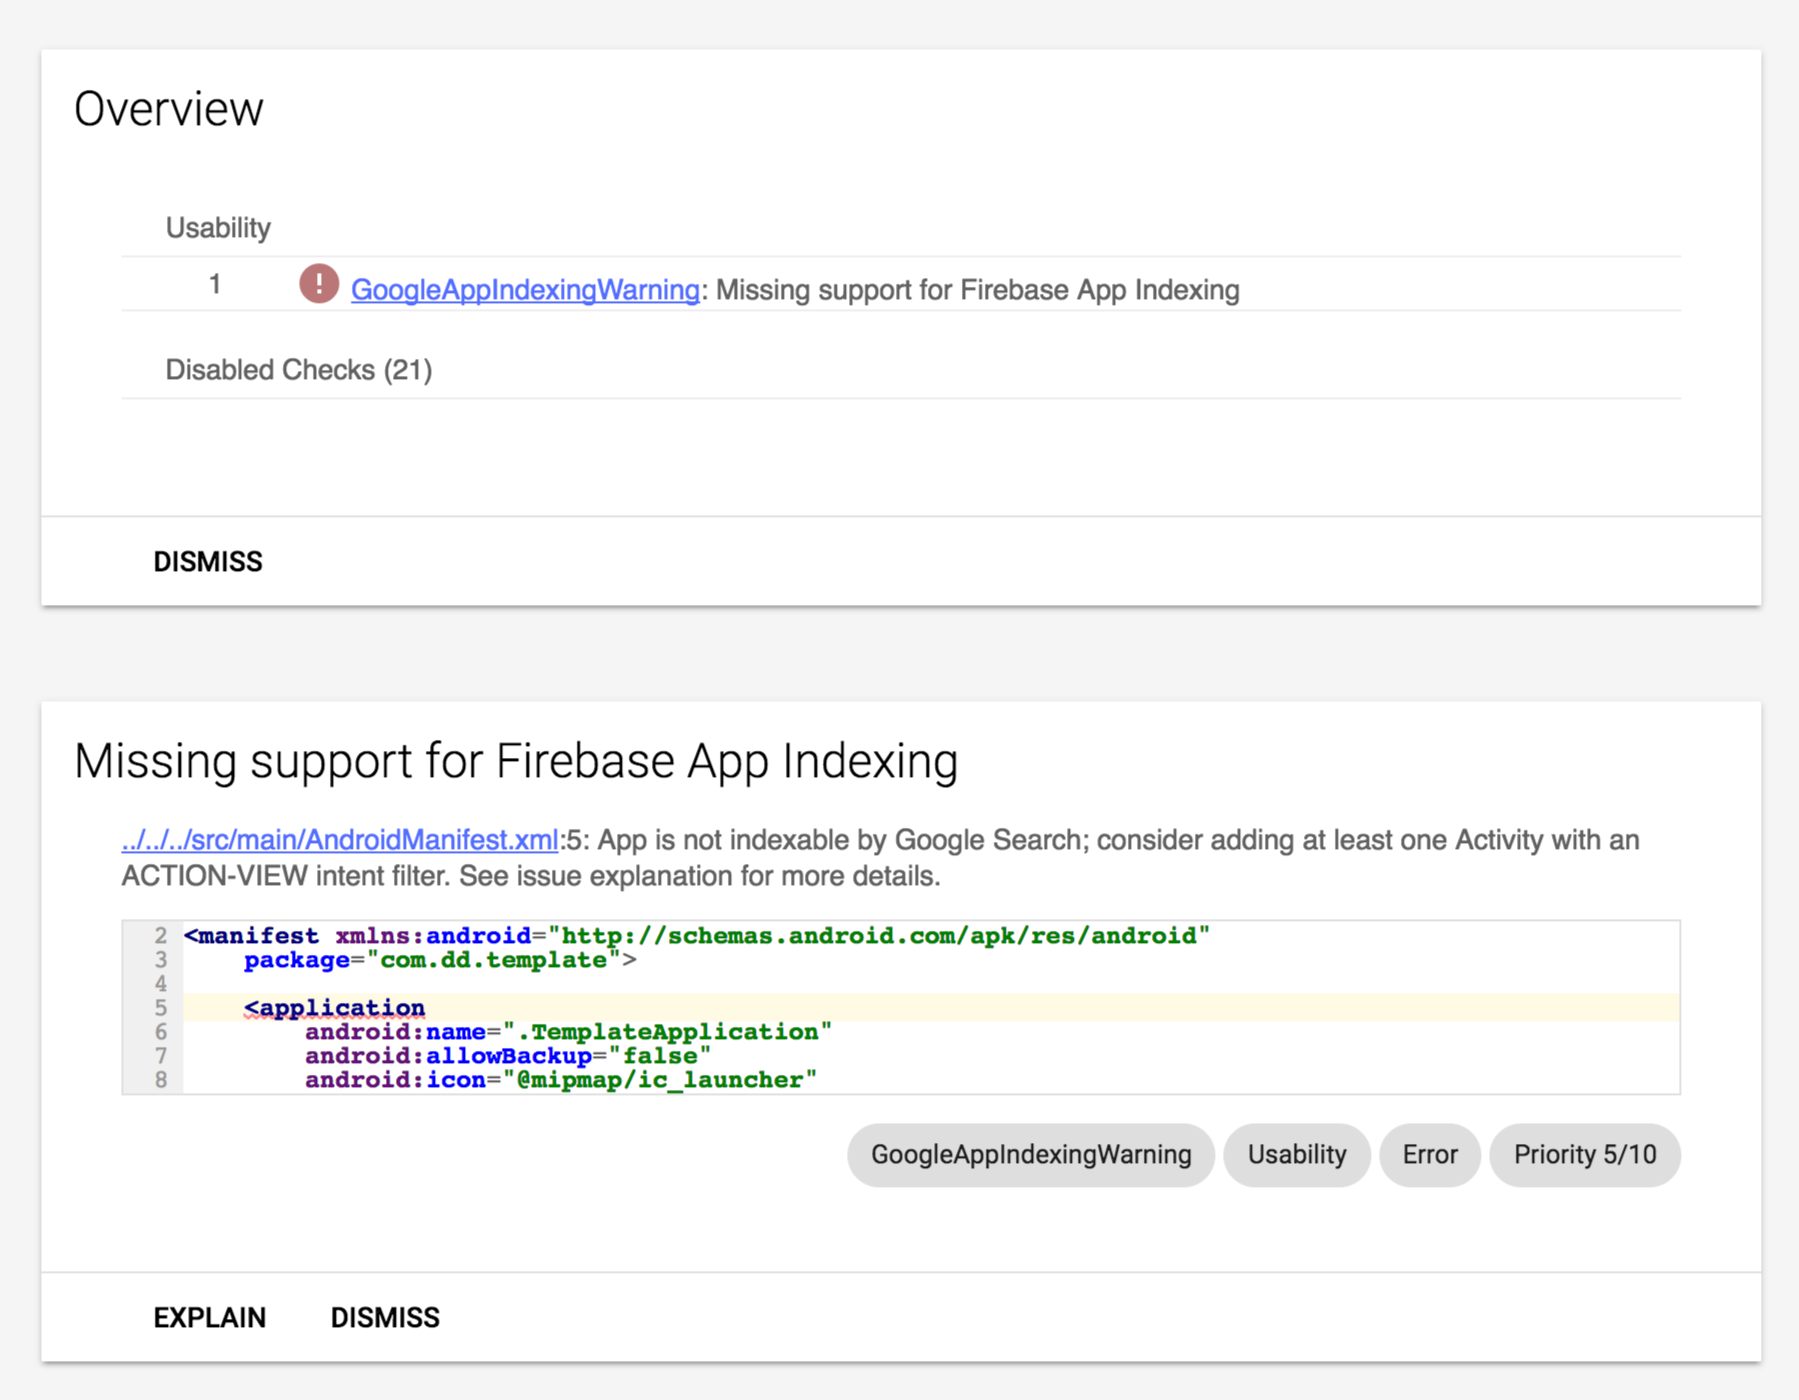 Overview
Usability
1 ! GoogleAppIndexingWarning: Missing support for Firebase App Indexing
Disabled Checks (21)
DISMISS
Missing support for Firebase App Indexing
../../../src/main/AndroidManifest.xml:5: App is not indexable by Google Search; consider adding at least one Activity with an
ACTION-VIEW intent filter. See issue explanation for more details.
2 <manifest xmlns:android="http://schemas.android.com/apk/res/android"
3     package="com.dd.template">
4
5     <application
6         android:name=".TemplateApplication"
7         android:allowBackup="false"
8         android:icon="@mipmap/ic_launcher"
GoogleAppIndexingWarning Usability Error Priority 5/10
EXPLAIN DISMISS